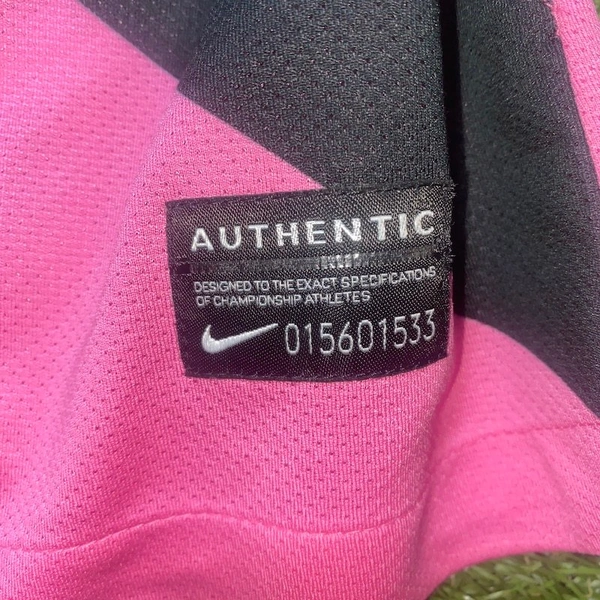 AUTHENTIC
DESIGNED TO THE EXACT SPECIFICATIONS
OF CHAMPIONSHIP ATHLETES
015601533